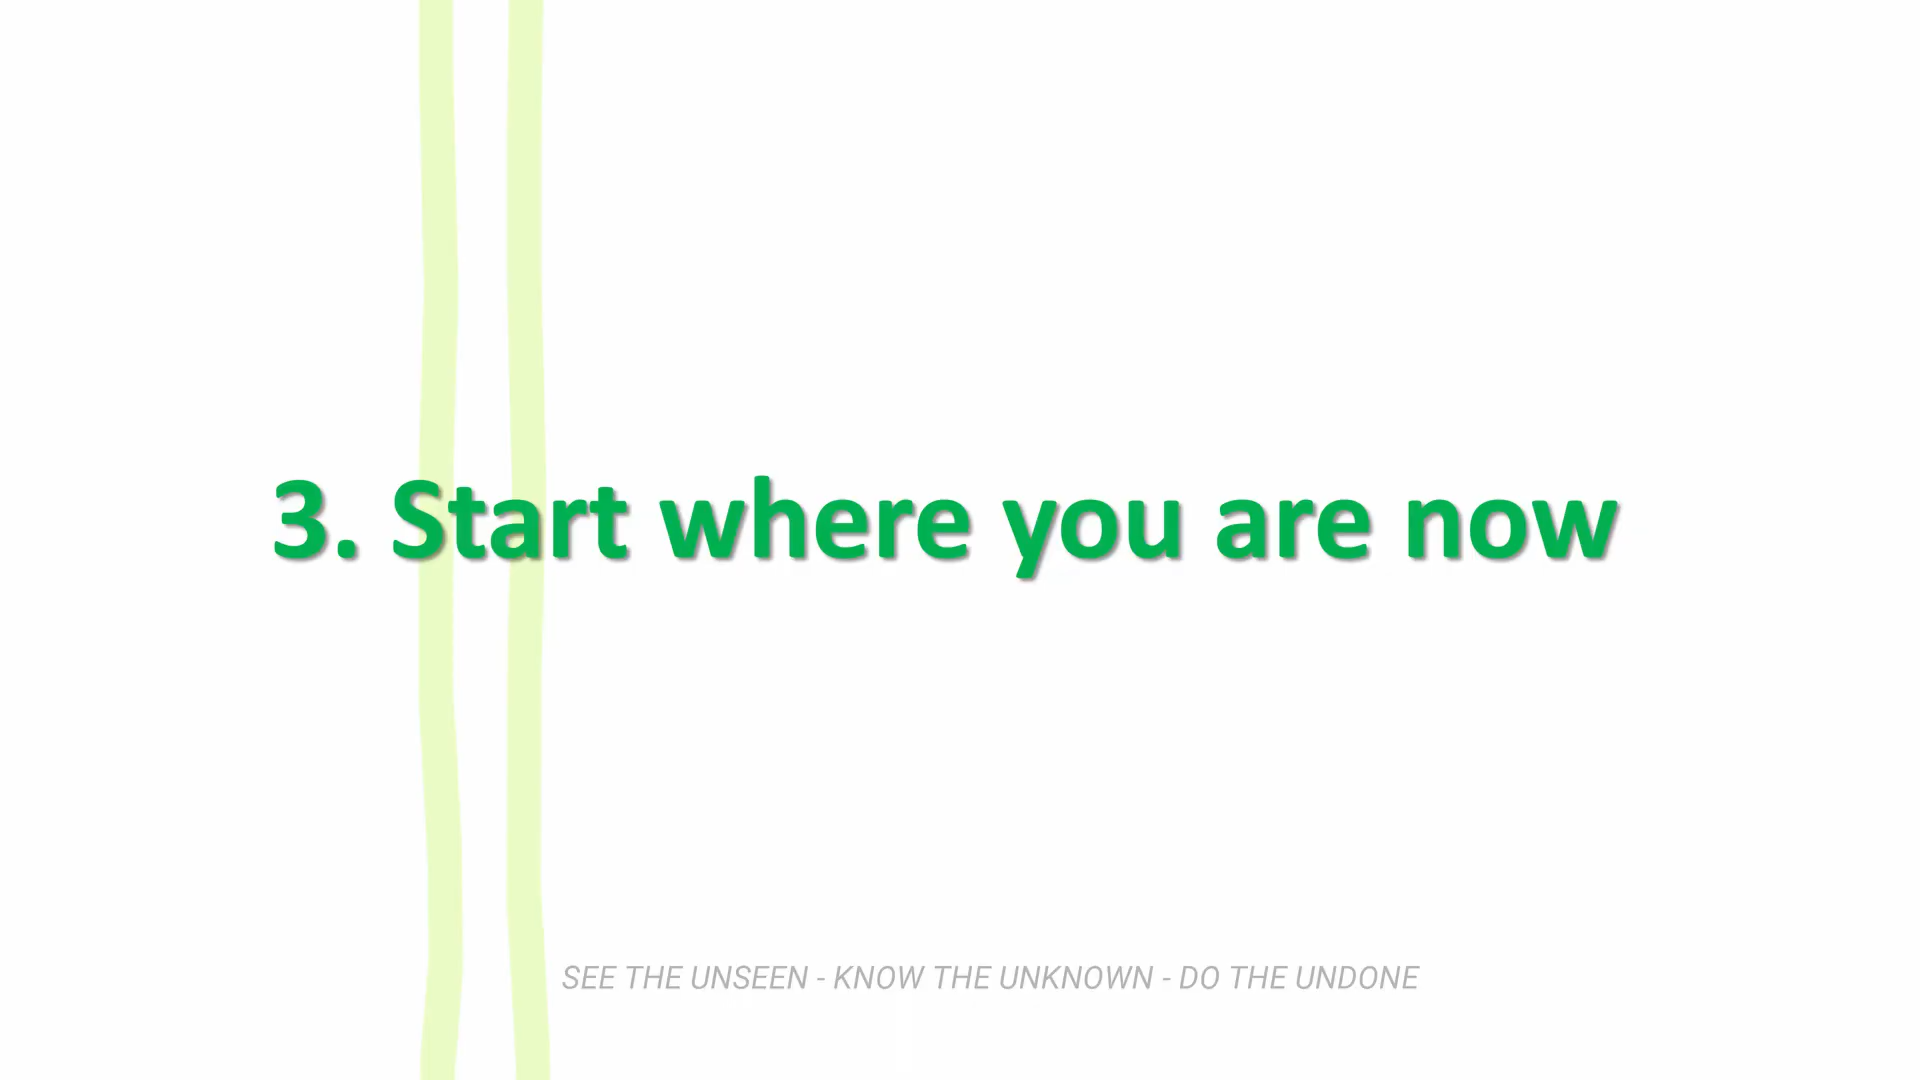 3. Start where you are now
SEE THE UNSEEN - KNOW THE UNKNOWN - DO THE UNDONE